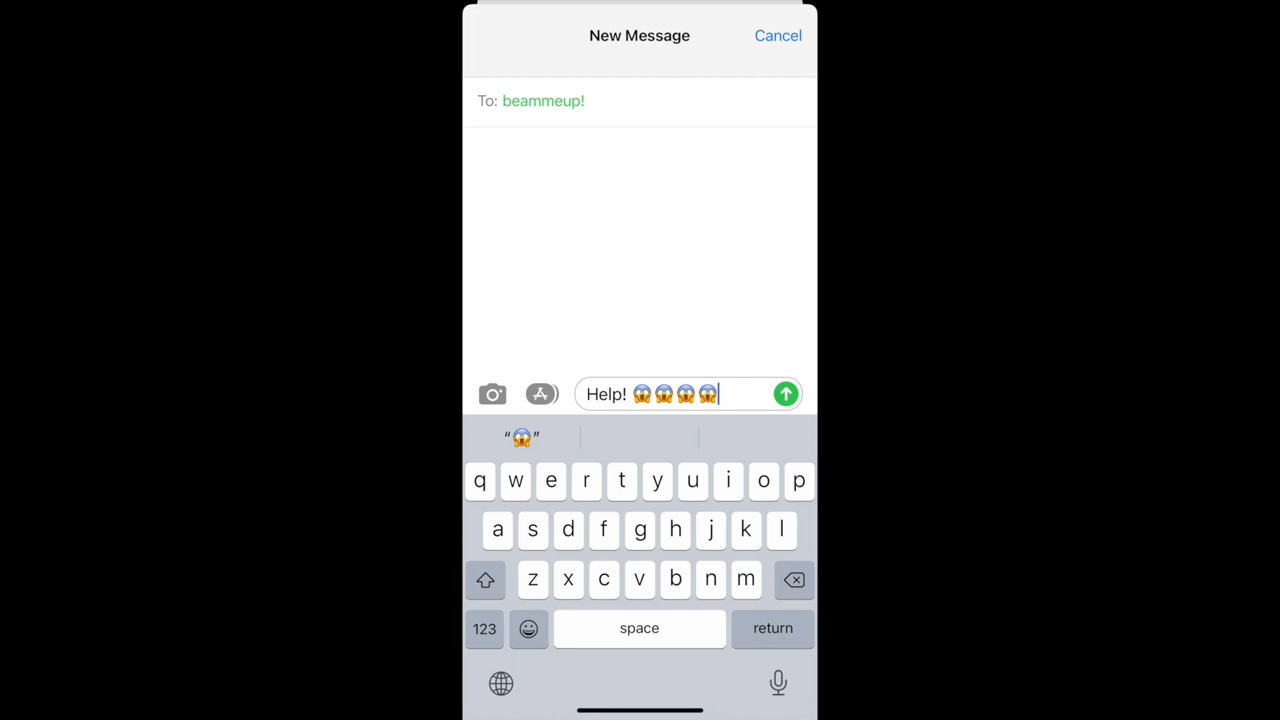 New Message Cancel
To: beammeup!
Help! 😱😱😱😱
“😱”
q w e r t y u i o p
a s d f g h j k l
z x c v b n m
123 space return